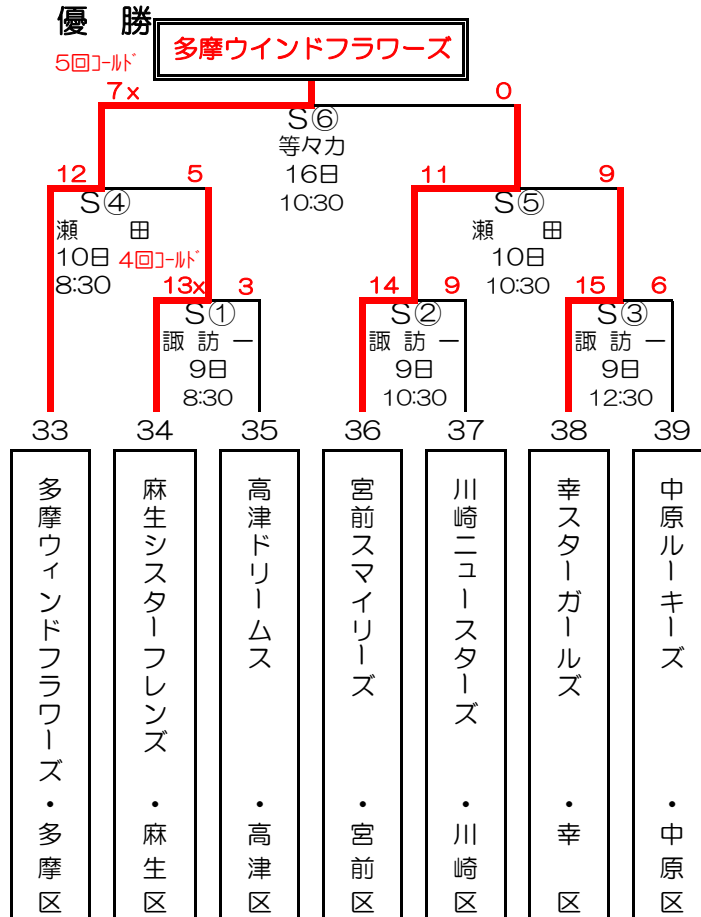 優　勝
多摩ウインドフラワーズ
5回ｺｰﾙﾄﾞ
7x
0
S⑥
等々力
16日
10:30
12
5
11
9
S④
瀬　田
10日
8:30
S⑤
瀬　田
10日
10:30
4回ｺｰﾙﾄﾞ
13x
3
14
9
15
6
S①
諏訪一
9日
8:30
S②
諏訪一
9日
10:30
S③
諏訪一
9日
12:30
33
34
35
36
37
38
39
多摩ウィンドフラワーズ・多摩区
麻生シスターフレンズ・麻生区
高津ドリームス・高津区
宮前スマイリーズ・宮前区
川崎ニュースターズ・川崎区
幸スターガールズ・幸　区
中原ルーキーズ・中原区